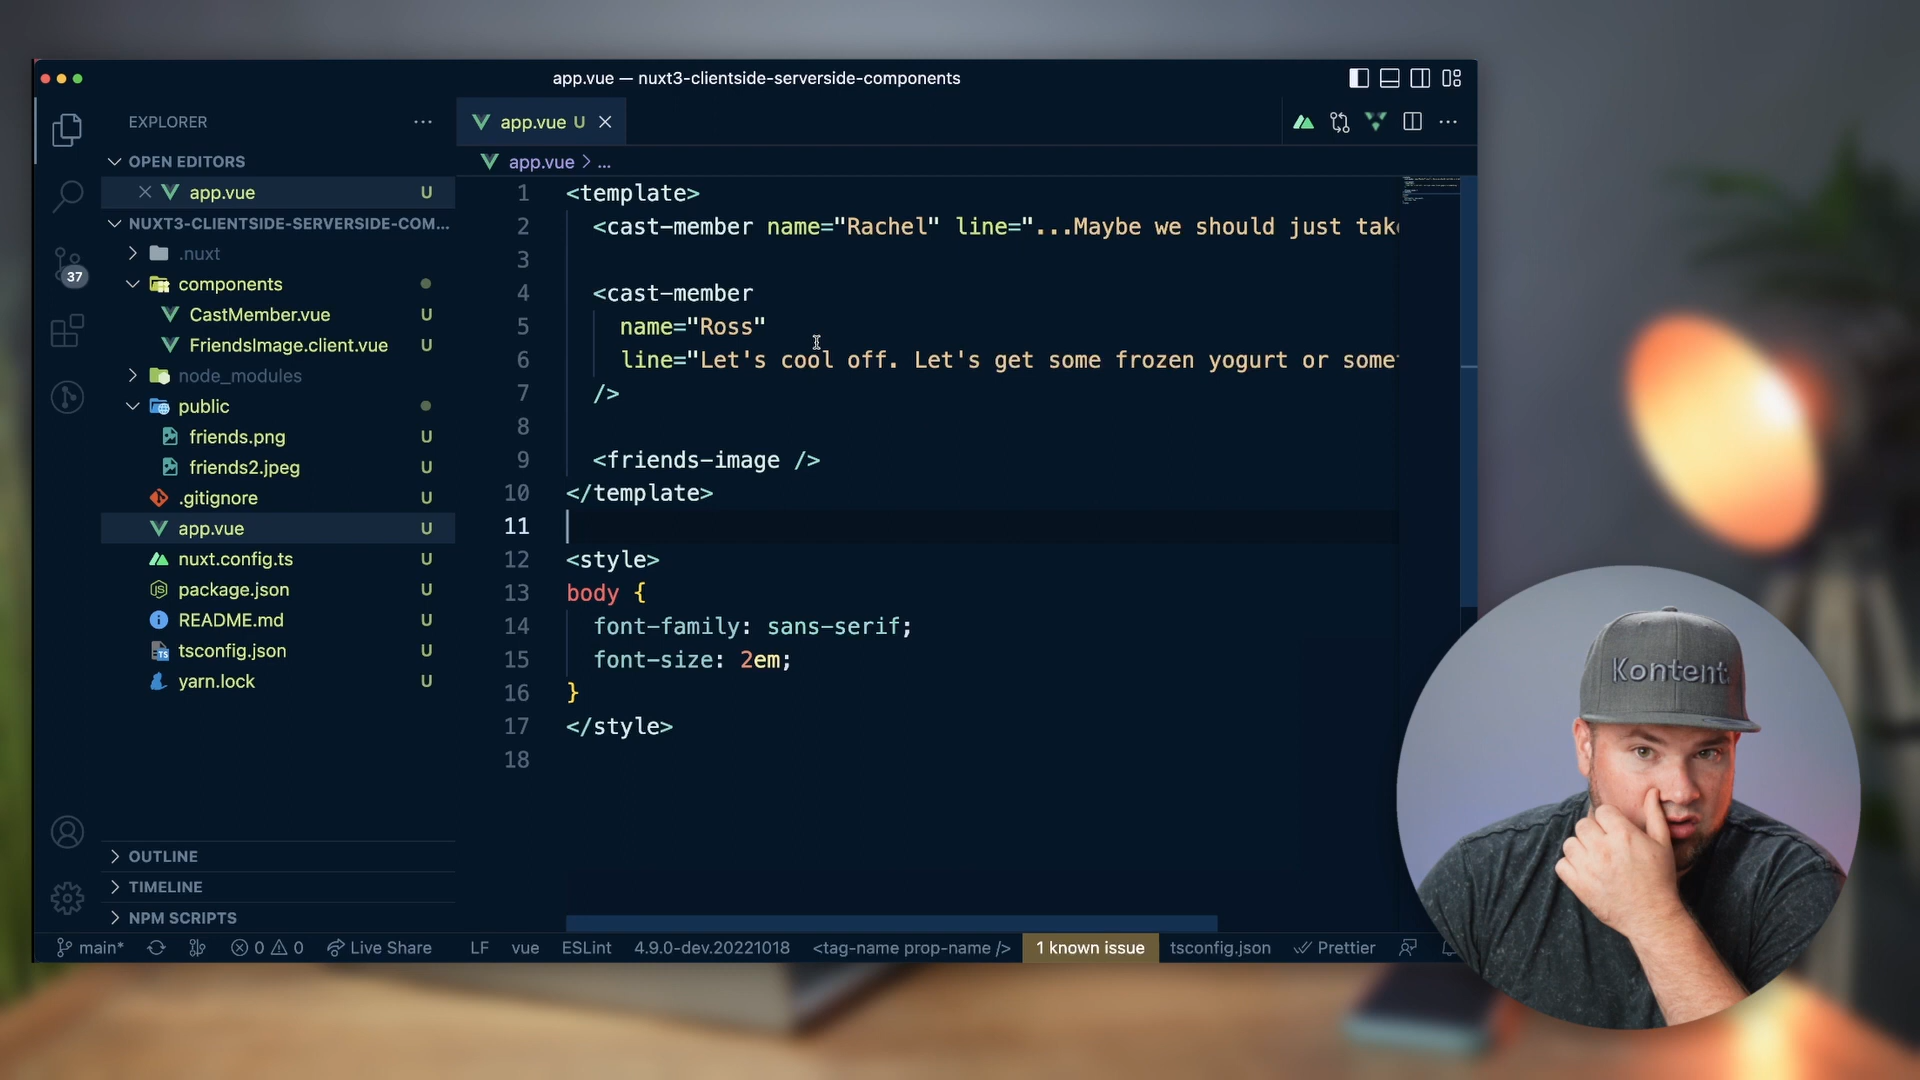 app.vue — nuxt3-clientside-serverside-components
EXPLORER
OPEN EDITORS
app.vue U
NUXT3-CLIENTSIDE-SERVERSIDE-COM...
.nuxt
components
CastMember.vue U
FriendsImage.client.vue U
node_modules
public
friends.png U
friends2.jpeg U
.gitignore U
app.vue U
nuxt.config.ts U
package.json U
README.md U
tsconfig.json U
yarn.lock U
OUTLINE
TIMELINE
NPM SCRIPTS
37
app.vue U
app.vue > ...
1 <template>
2 <cast-member name="Rachel" line="...Maybe we should just take
3
4 <cast-member
5 name="Ross"
6 line="Let's cool off. Let's get some frozen yogurt or some
7 />
8
9 <friends-image />
10 </template>
11
12 <style>
13 body {
14 font-family: sans-serif;
15 font-size: 2em;
16 }
17 </style>
18
main* 0 0 Live Share LF vue ESLint 4.9.0-dev.20221018 <tag-name prop-name /> 1 known issue tsconfig.json Prettier
Kontent